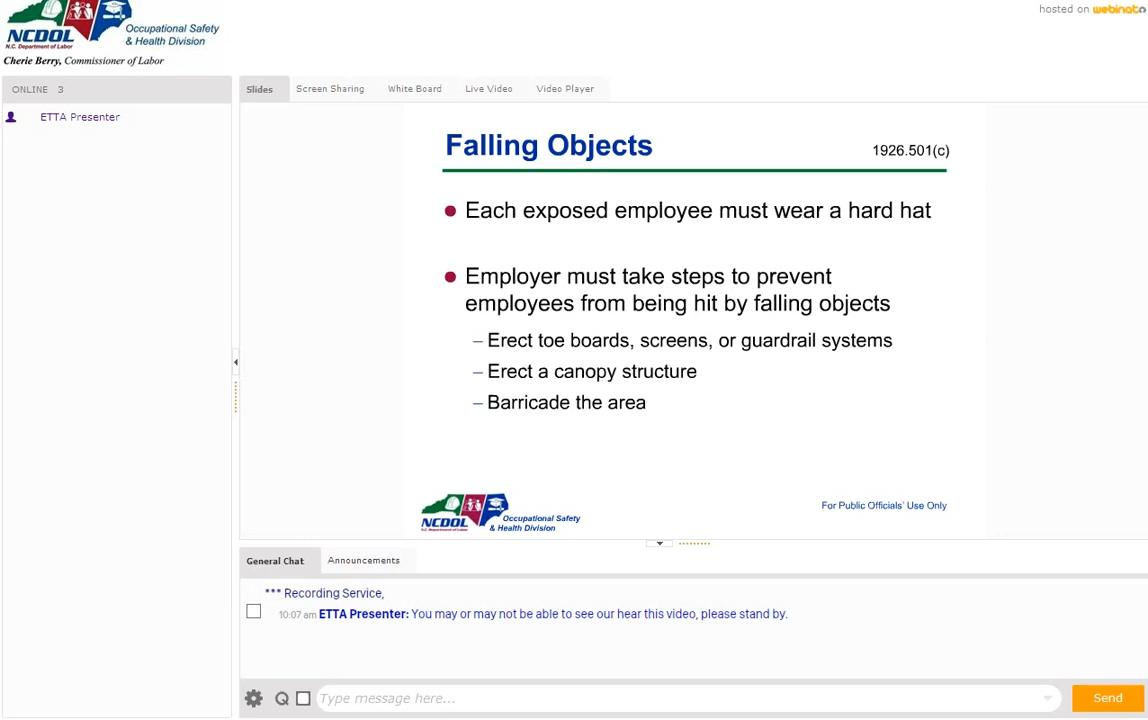 hosted on webinato
NCDOL
N.C. Department of Labor
Occupational Safety
& Health Division
Cherie Berry, Commissioner of Labor
ONLINE 3
ETTA Presenter
Slides Screen Sharing White Board Live Video Video Player
Falling Objects 1926.501(c)
● Each exposed employee must wear a hard hat
● Employer must take steps to prevent
employees from being hit by falling objects
– Erect toe boards, screens, or guardrail systems
– Erect a canopy structure
– Barricade the area
NCDOL
N.C. Department of Labor
Occupational Safety
& Health Division
For Public Officials' Use Only
General Chat Announcements
*** Recording Service,
10:07 am ETTA Presenter: You may or may not be able to see our hear this video, please stand by.
Q Type message here... Send